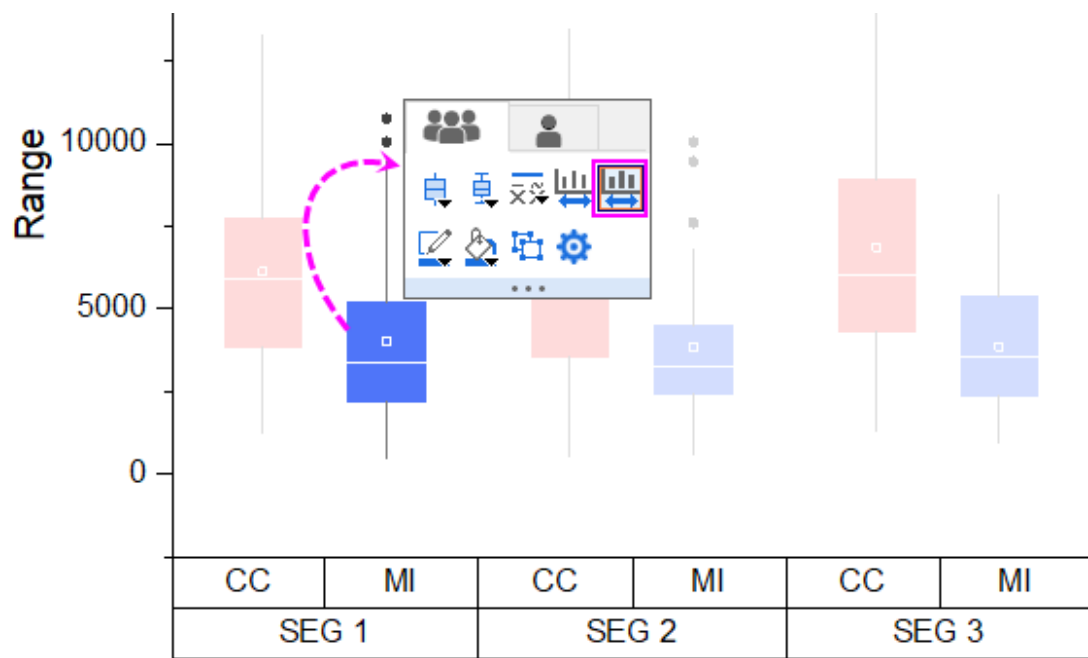 Range
10000
5000
0
CC MI CC MI CC MI
SEG 1 SEG 2 SEG 3